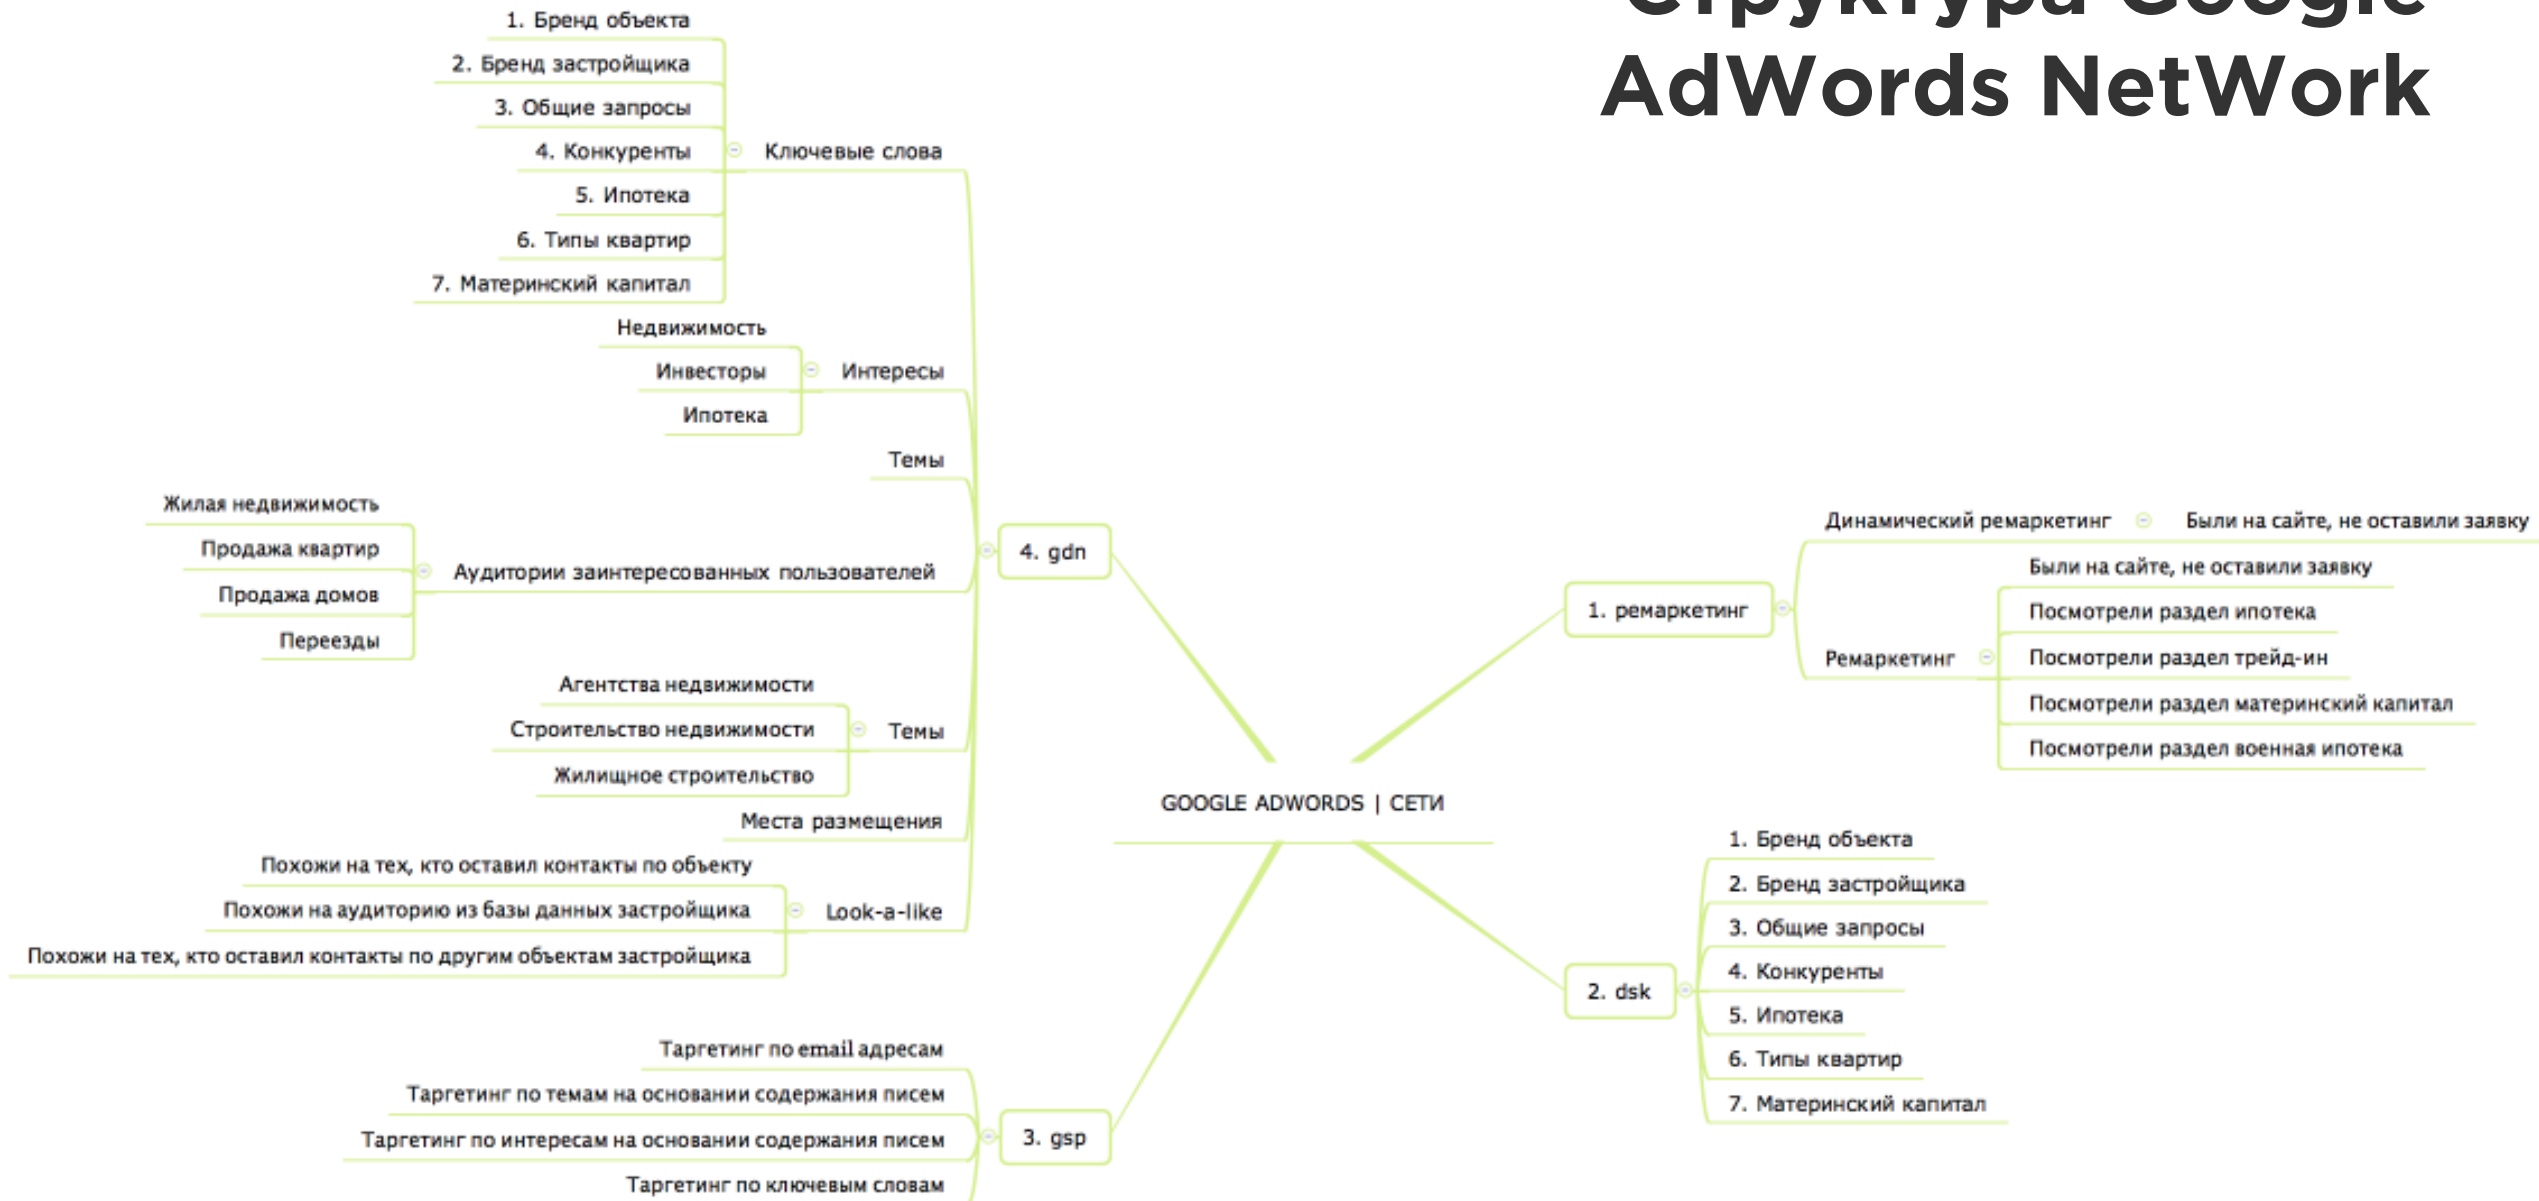 Структура Google
AdWords NetWork
1. Бренд объекта
2. Бренд застройщика
3. Общие запросы
4. Конкуренты
5. Ипотека
6. Типы квартир
7. Материнский капитал
Ключевые слова
Недвижимость
Инвесторы
Ипотека
Интересы
Темы
Жилая недвижимость
Продажа квартир
Продажа домов
Переезды
Аудитории заинтересованных пользователей
Агентства недвижимости
Строительство недвижимости
Жилищное строительство
Темы
Места размещения
Похожи на тех, кто оставил контакты по объекту
Похожи на аудиторию из базы данных застройщика
Похожи на тех, кто оставил контакты по другим объектам застройщика
Look-a-like
4. gdn
Таргетинг по email адресам
Таргетинг по темам на основании содержания писем
Таргетинг по интересам на основании содержания писем
Таргетинг по ключевым словам
3. gsp
GOOGLE ADWORDS | СЕТИ
1. ремаркетинг
Динамический ремаркетинг
Были на сайте, не оставили заявку
Ремаркетинг
Были на сайте, не оставили заявку
Посмотрели раздел ипотека
Посмотрели раздел трейд-ин
Посмотрели раздел материнский капитал
Посмотрели раздел военная ипотека
2. dsk
1. Бренд объекта
2. Бренд застройщика
3. Общие запросы
4. Конкуренты
5. Ипотека
6. Типы квартир
7. Материнский капитал